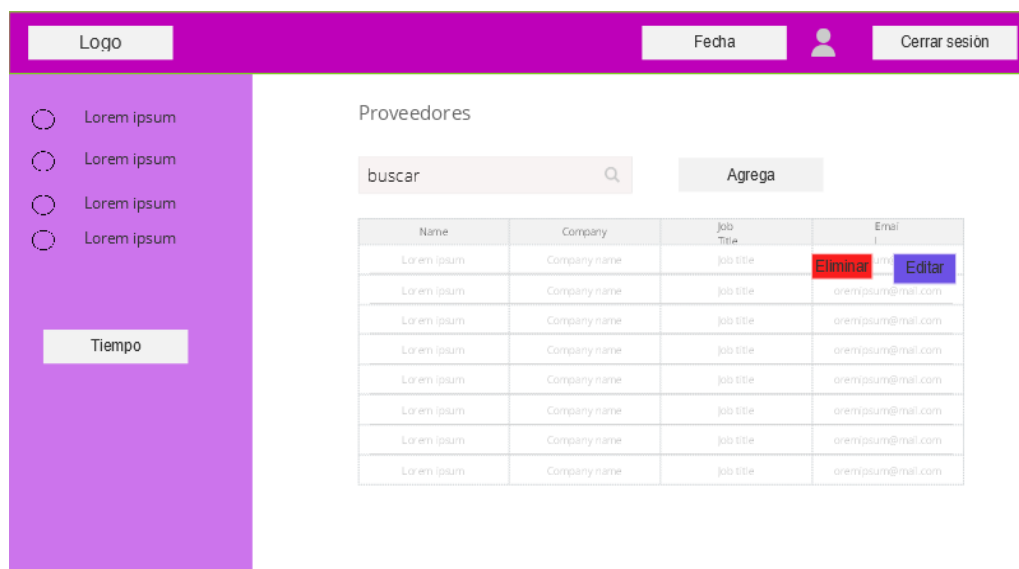 Logo
Fecha
Cerrar sesiòn
Lorem ipsum
Lorem ipsum
Lorem ipsum
Lorem ipsum
Tiempo
Proveedores
buscar
Agrega
Name Company Job Title Email
Lorem ipsum Company name Job title Eliminar Editar
Lorem ipsum Company name Job title oremipsum@mail.com
Lorem ipsum Company name Job title oremipsum@mail.com
Lorem ipsum Company name Job title oremipsum@mail.com
Lorem ipsum Company name Job title oremipsum@mail.com
Lorem ipsum Company name Job title oremipsum@mail.com
Lorem ipsum Company name Job title oremipsum@mail.com
Lorem ipsum Company name Job title oremipsum@mail.com